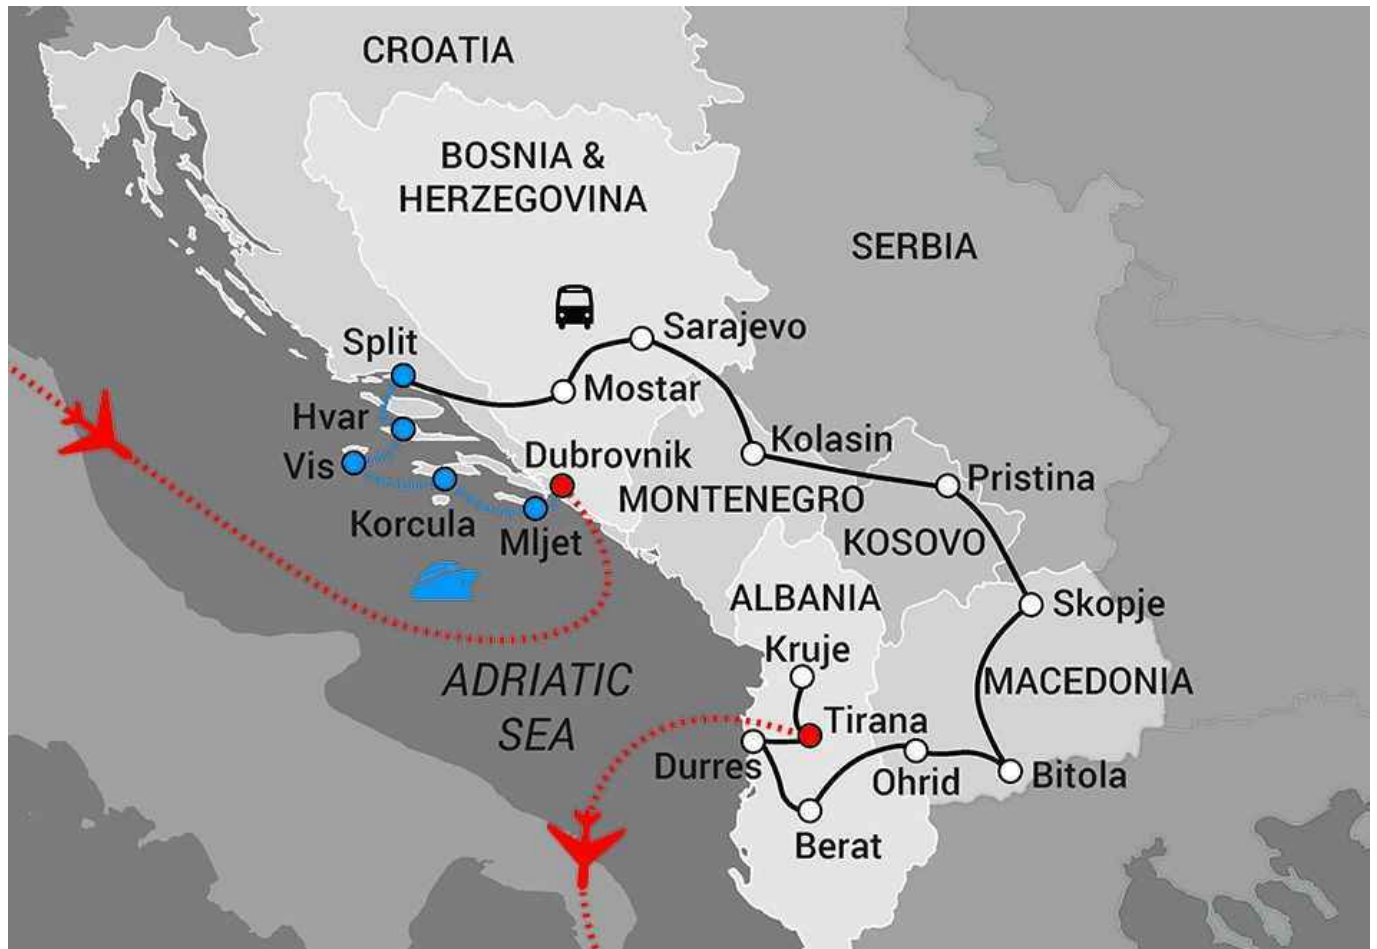 CROATIA
BOSNIA &
HERZEGOVINA
SERBIA
Sarajevo
Split
Mostar
Hvar
Kolasin
Vis
Dubrovnik
Pristina
MONTENEGRO
Korcula
Mljet
KOSOVO
ALBANIA
Skopje
Kruje
ADRIATIC
SEA
MACEDONIA
Tirana
Durres
Ohrid
Bitola
Berat